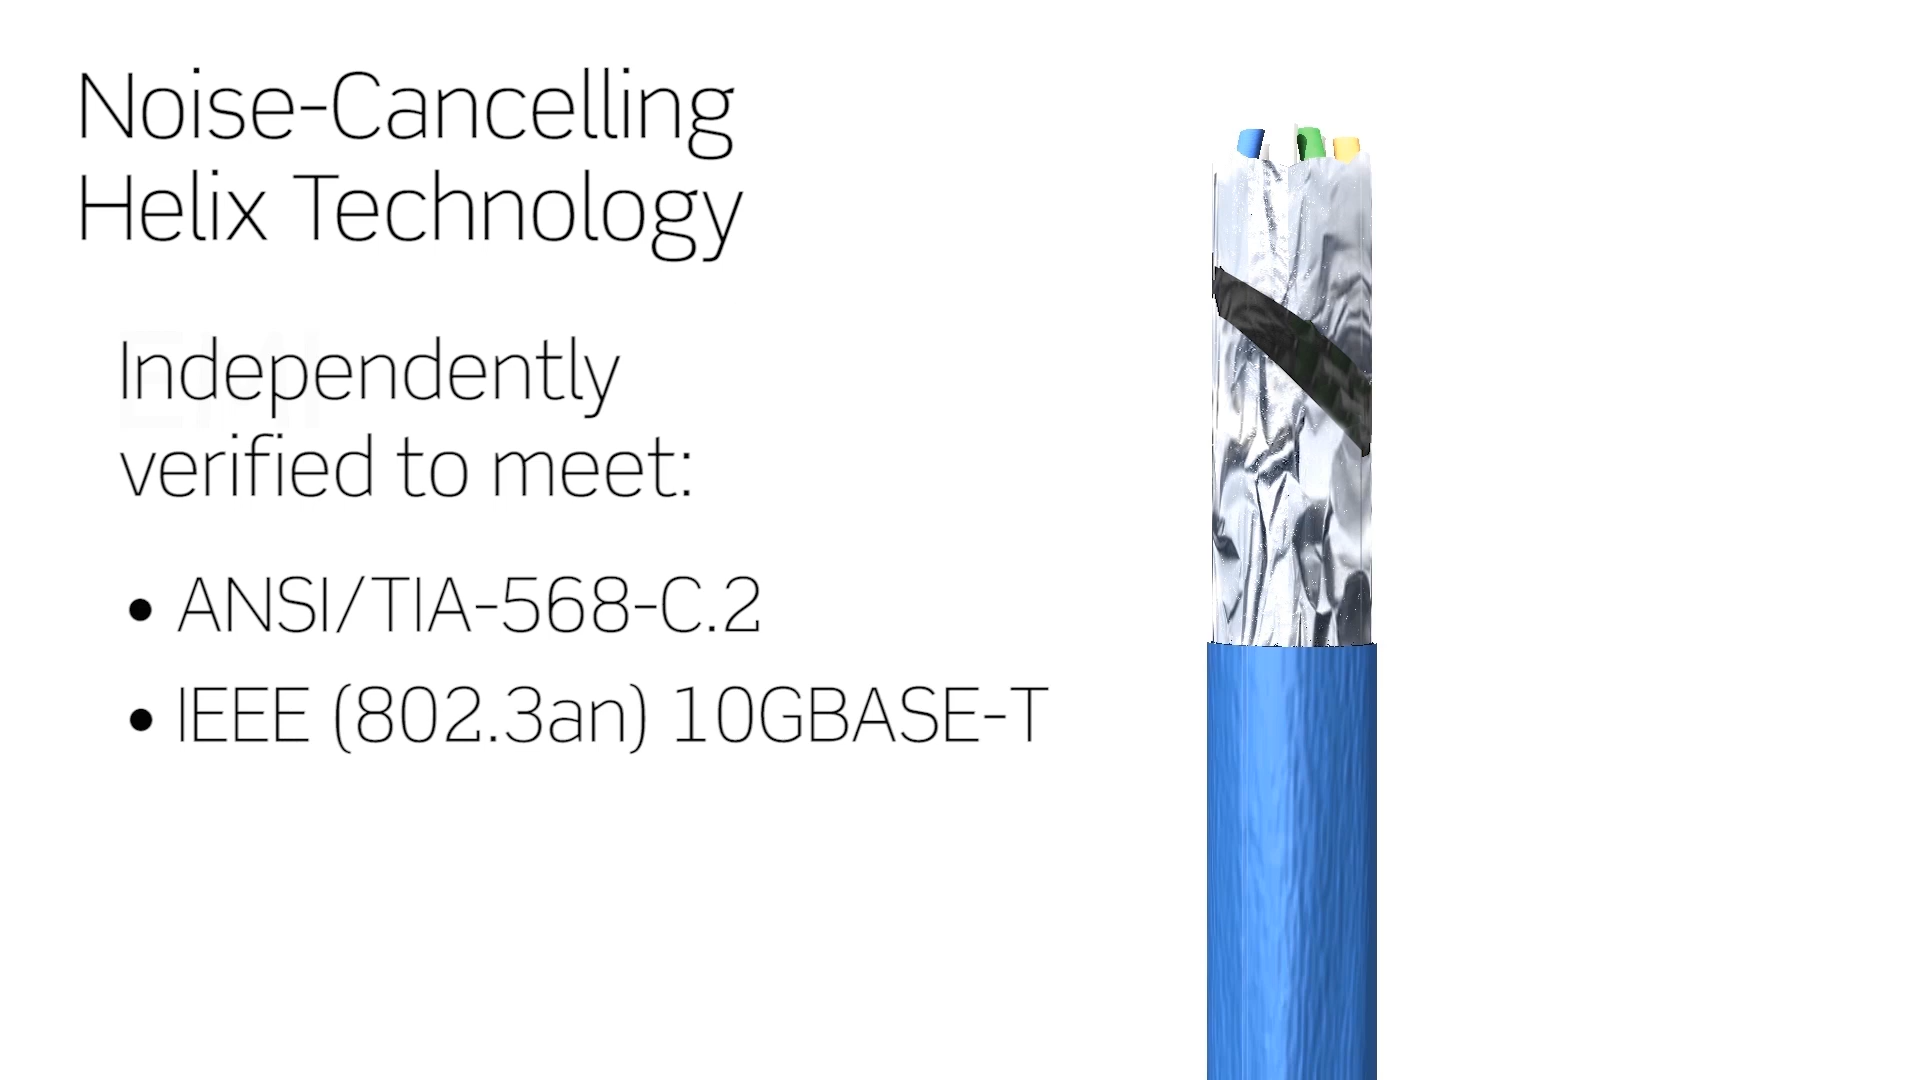 Noise-Cancelling
Helix Technology
Independently
verified to meet:
• ANSI/TIA-568-C.2
• IEEE (802.3an) 10GBASE-T